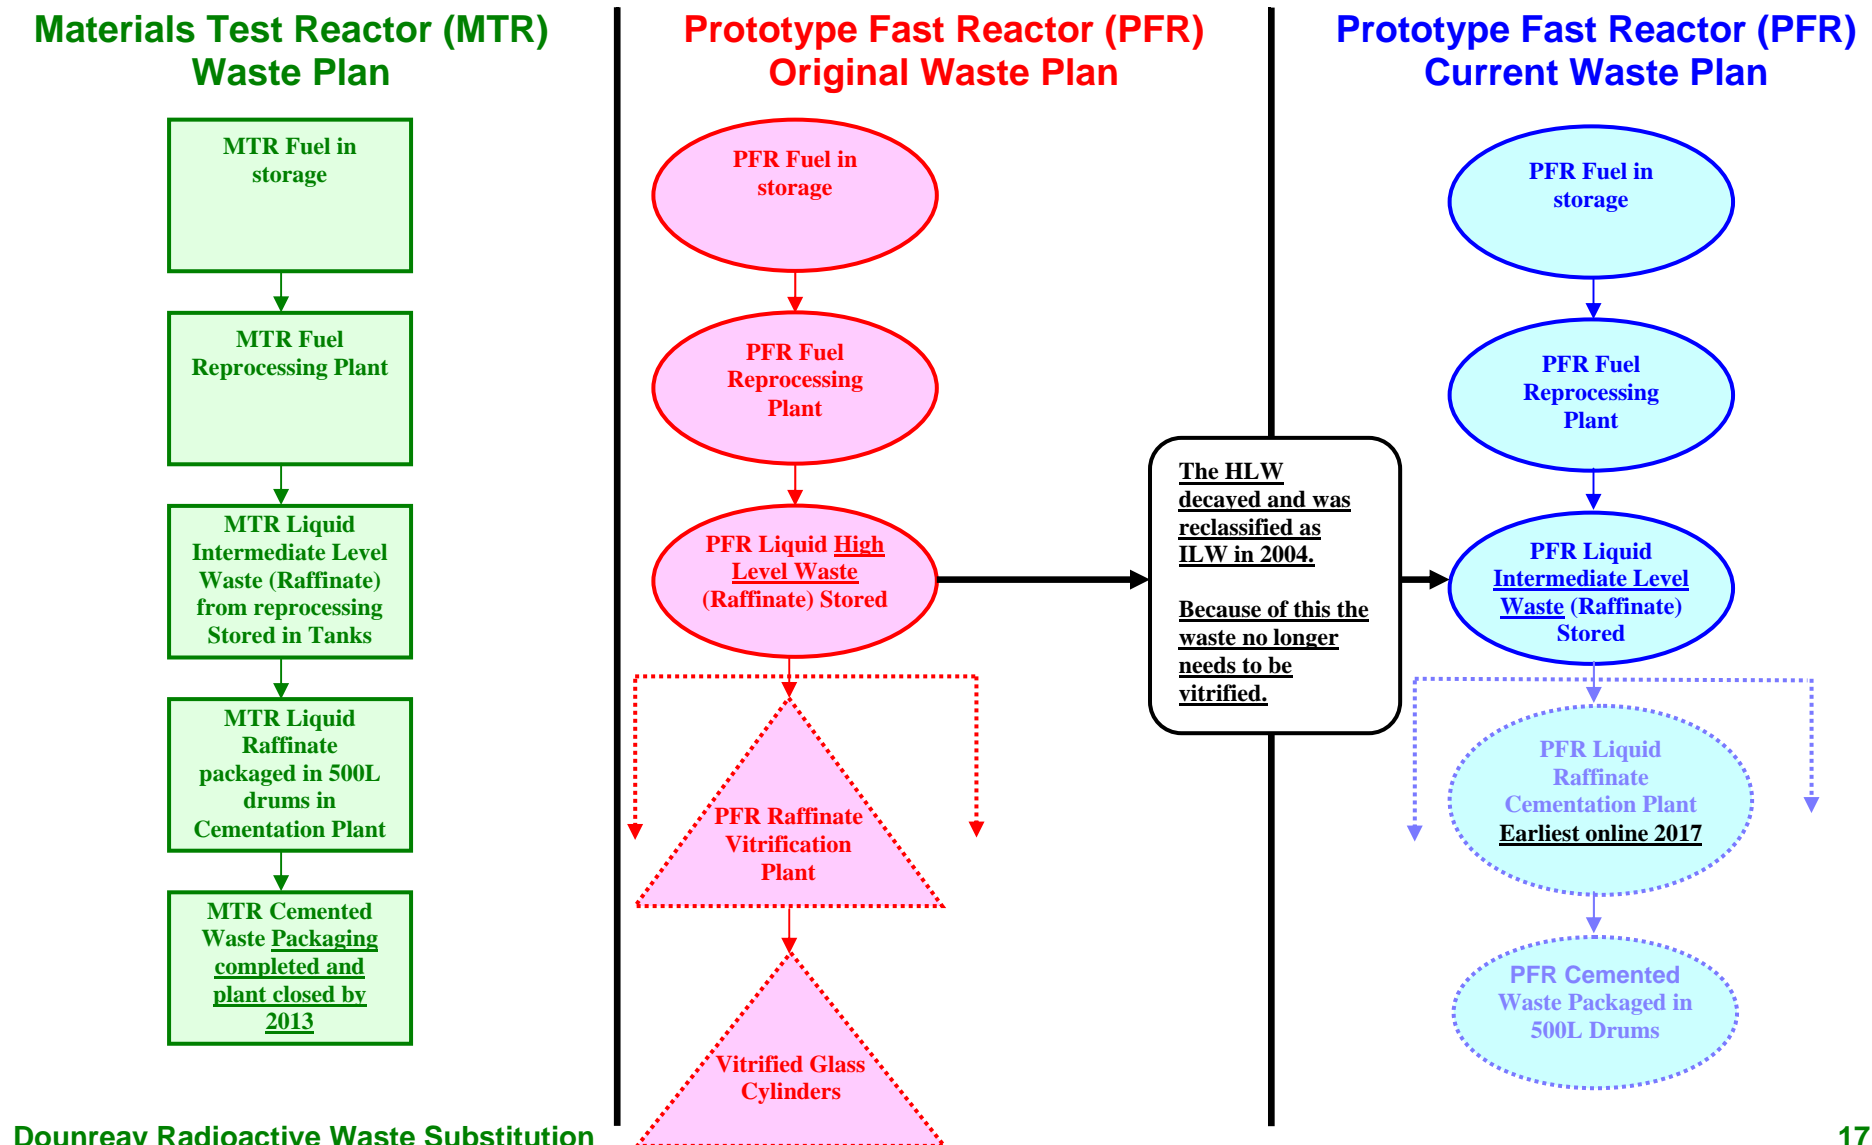 Materials Test Reactor (MTR)
Waste Plan
MTR Fuel in
storage
MTR Fuel
Reprocessing Plant
MTR Liquid
Intermediate Level
Waste (Raffinate)
from reprocessing
Stored in Tanks
MTR Liquid
Raffinate
packaged in 500L
drums in
Cementation Plant
MTR Cemented
Waste Packaging
completed and
plant closed by
2013
Prototype Fast Reactor (PFR)
Original Waste Plan
PFR Fuel in
storage
PFR Fuel
Reprocessing
Plant
PFR Liquid High
Level Waste
(Raffinate) Stored
PFR Raffinate
Vitrification
Plant
Vitrified Glass
Cylinders
The HLW
decayed and was
reclassified as
ILW in 2004.
Because of this the
waste no longer
needs to be
vitrified.
Prototype Fast Reactor (PFR)
Current Waste Plan
PFR Fuel in
storage
PFR Fuel
Reprocessing
Plant
PFR Liquid
Intermediate Level
Waste (Raffinate)
Stored
PFR Liquid
Raffinate
Cementation Plant
Earliest online 2017
PFR Cemented
Waste Packaged in
500L Drums
Dounreay Radioactive Waste Substitution
17